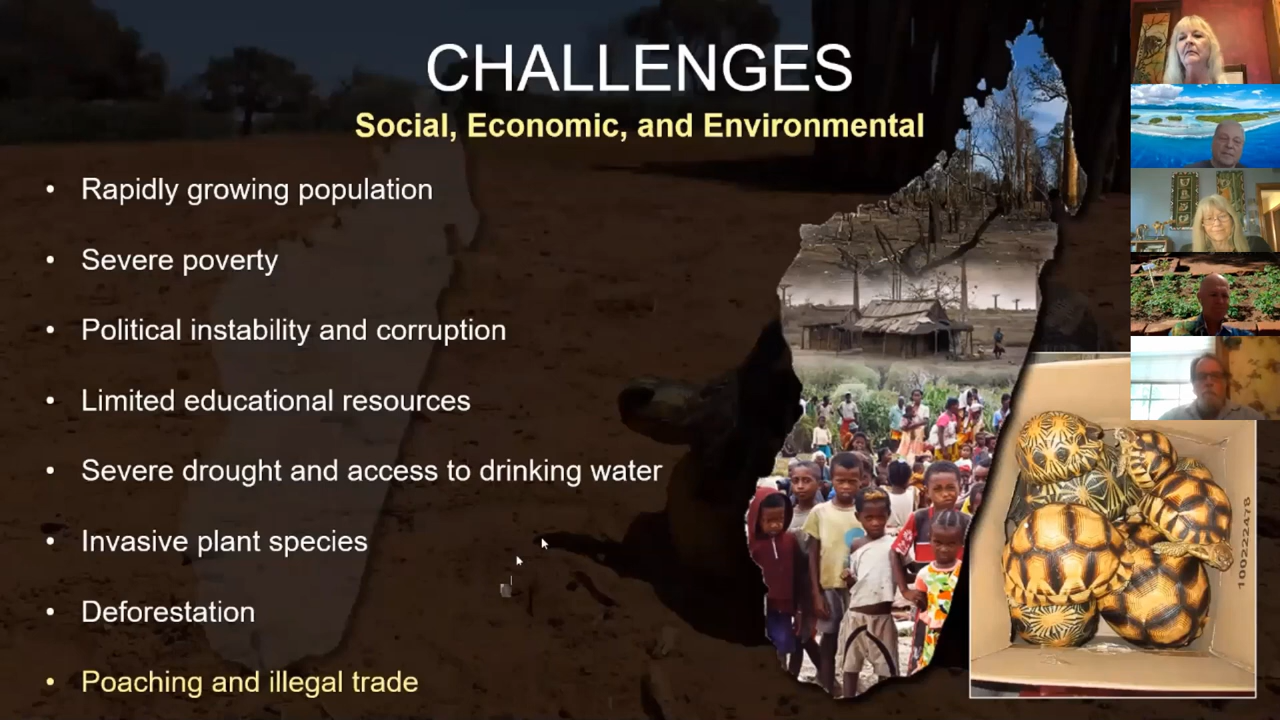 CHALLENGES
Social, Economic, and Environmental
• Rapidly growing population
• Severe poverty
• Political instability and corruption
• Limited educational resources
• Severe drought and access to drinking water
• Invasive plant species
• Deforestation
• Poaching and illegal trade
100222478